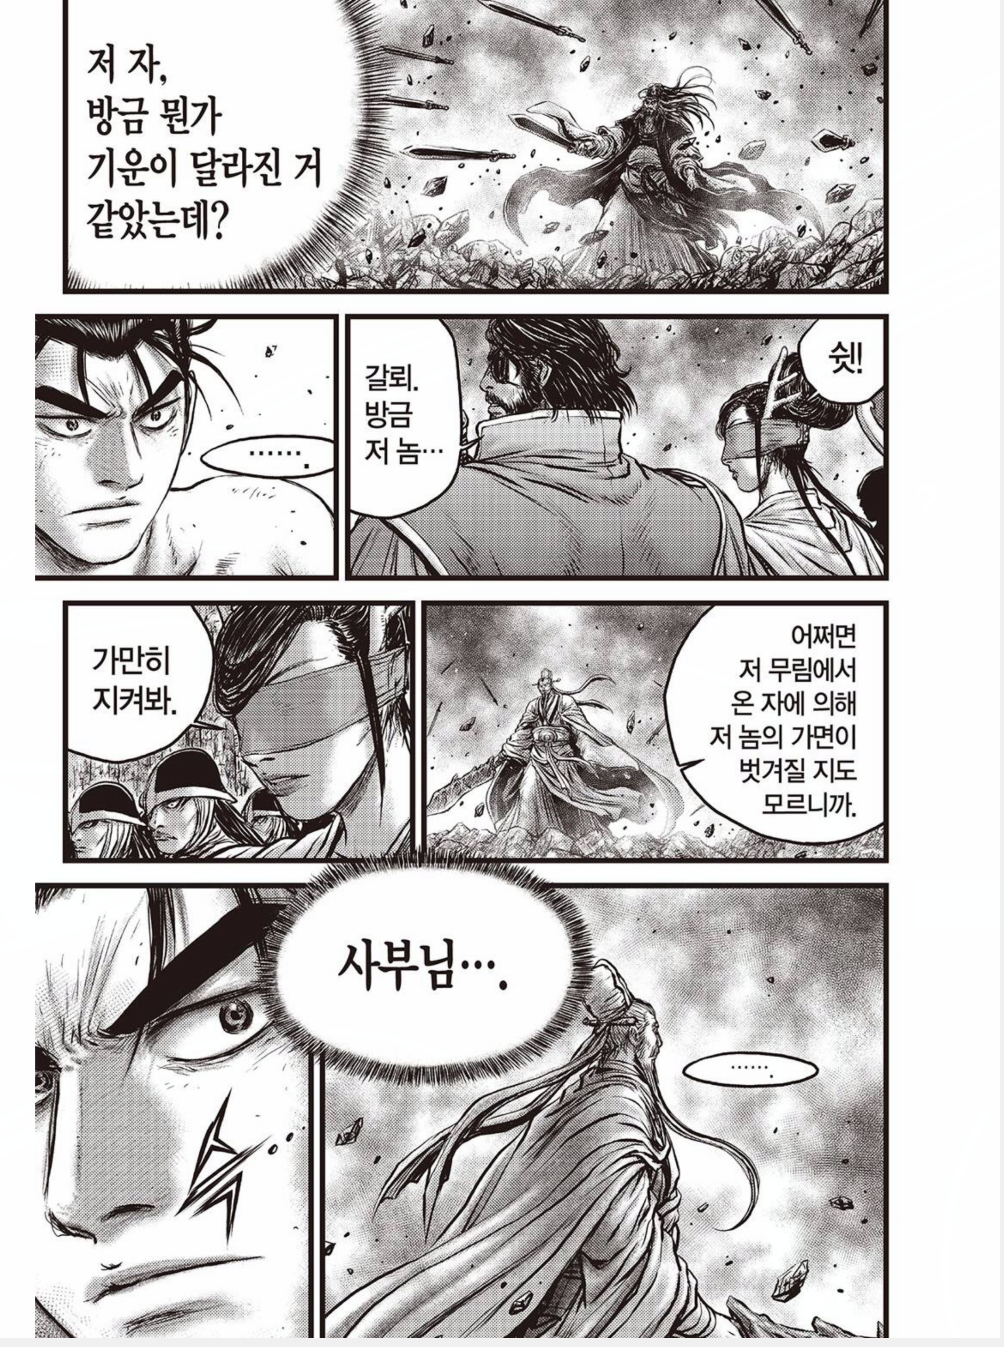 저 자,
방금 뭔가
기운이 달라진 거
같았는데?
…….
갈뢰.
방금
저 놈…
쉿!
가만히
지켜봐.
어쩌면
저 무림에서
온 자에 의해
저 놈의 가면이
벗겨질 지도
모르니까.
사부님….
…….